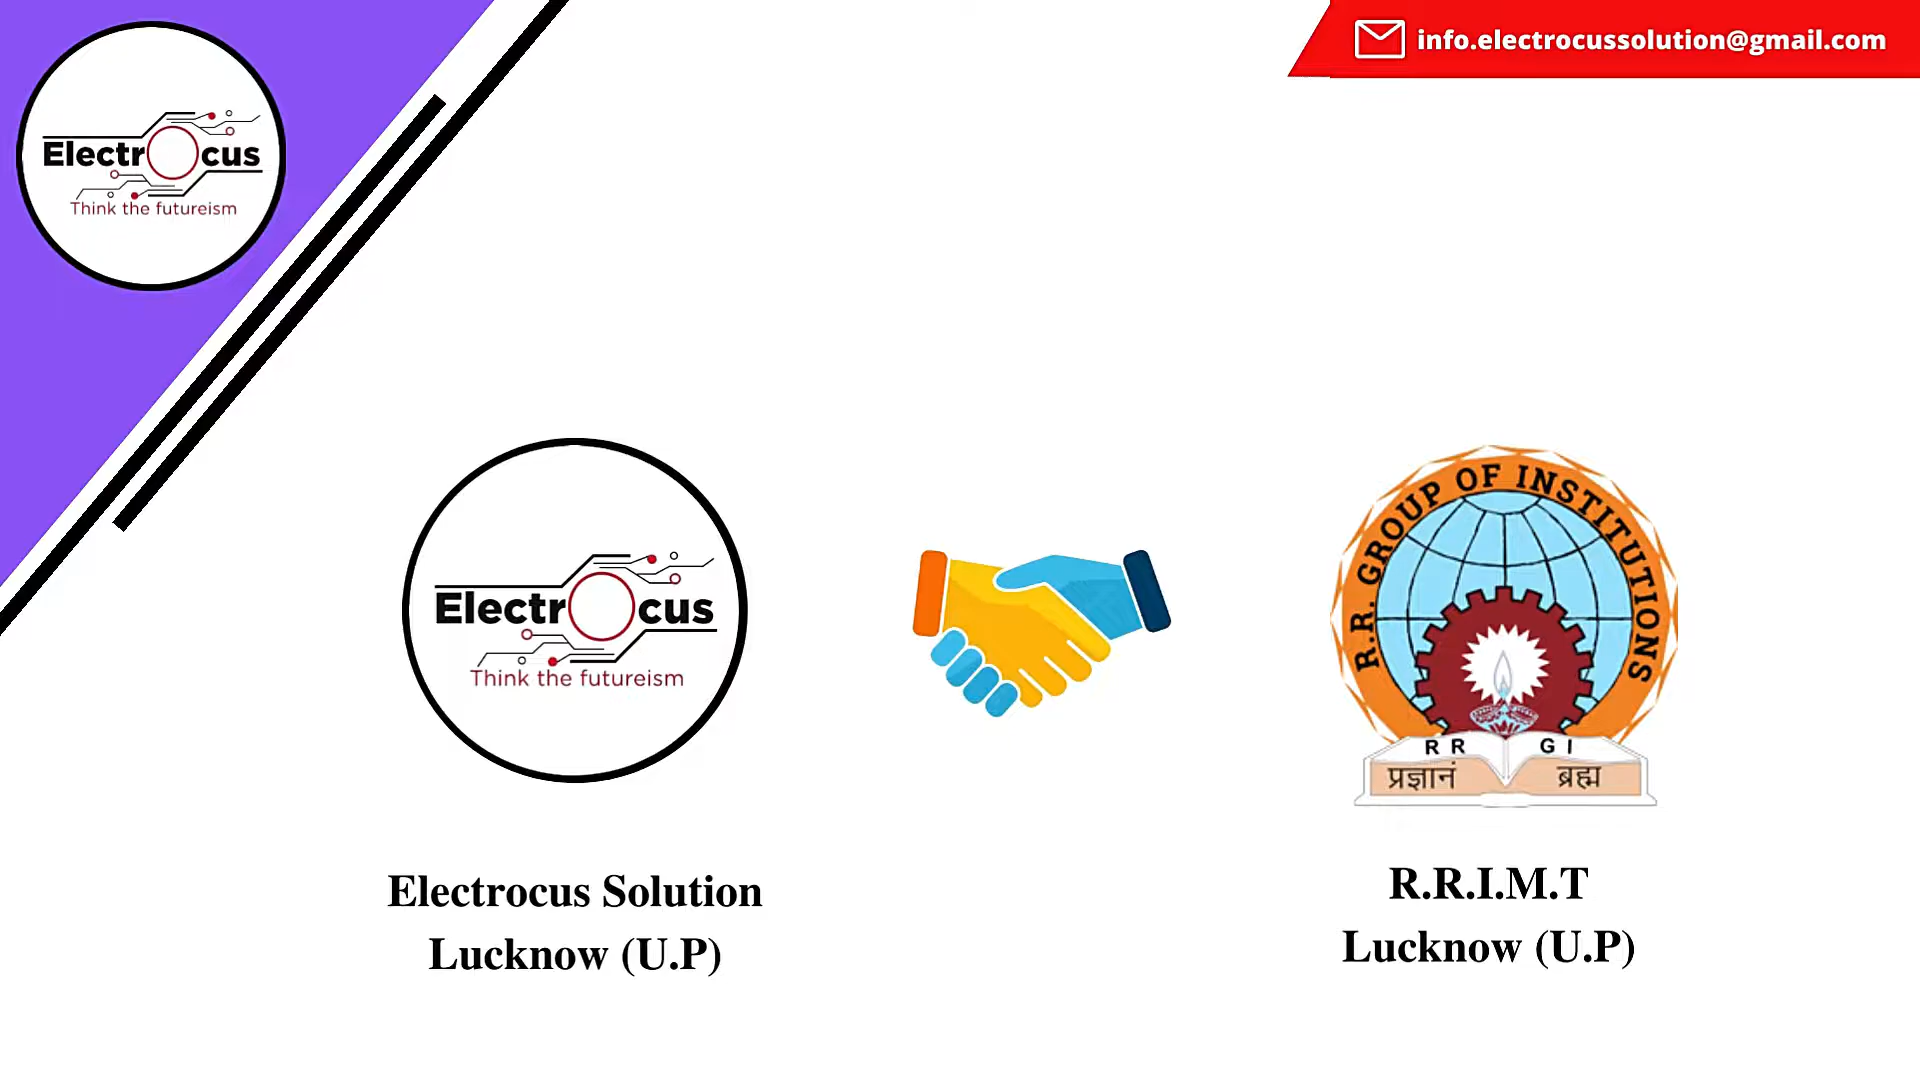 info.electrocussolution@gmail.com
Electrocus
Think the futureism
Electrocus
Think the futureism
R.R. GROUP OF INSTITUTIONS
R R G I
प्रज्ञानं ब्रह्म
Electrocus Solution
Lucknow (U.P)
R.R.I.M.T
Lucknow (U.P)